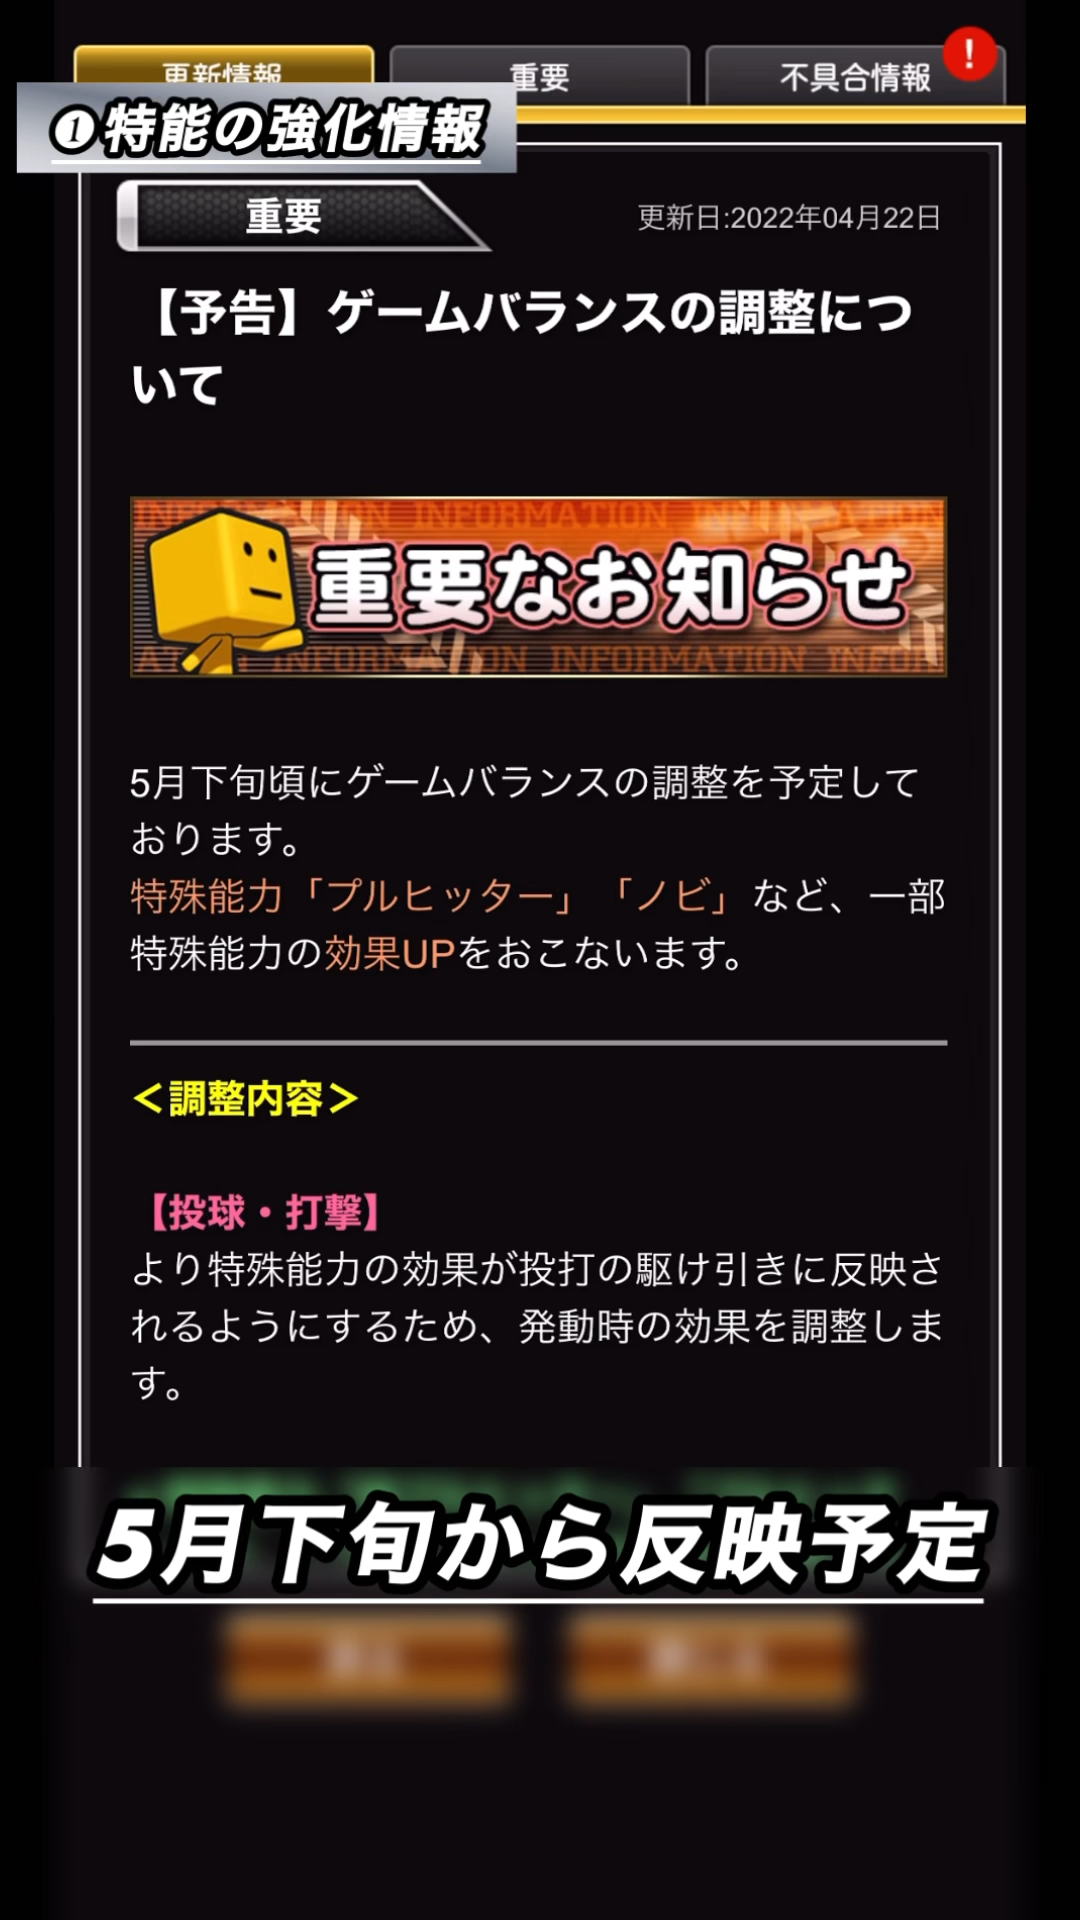 更新情報
重要
不具合情報
!
❶特能の強化情報
重要
更新日:2022年04月22日
【予告】ゲームバランスの調整につ
いて
INFORMATION
重要なお知らせ
INFORMATION INFORMATION
5月下旬頃にゲームバランスの調整を予定して
おります。
特殊能力「プルヒッター」「ノビ」など、一部
特殊能力の効果UPをおこないます。
＜調整内容＞
【投球・打撃】
より特殊能力の効果が投打の駆け引きに反映さ
れるようにするため、発動時の効果を調整しま
す。
5月下旬から反映予定